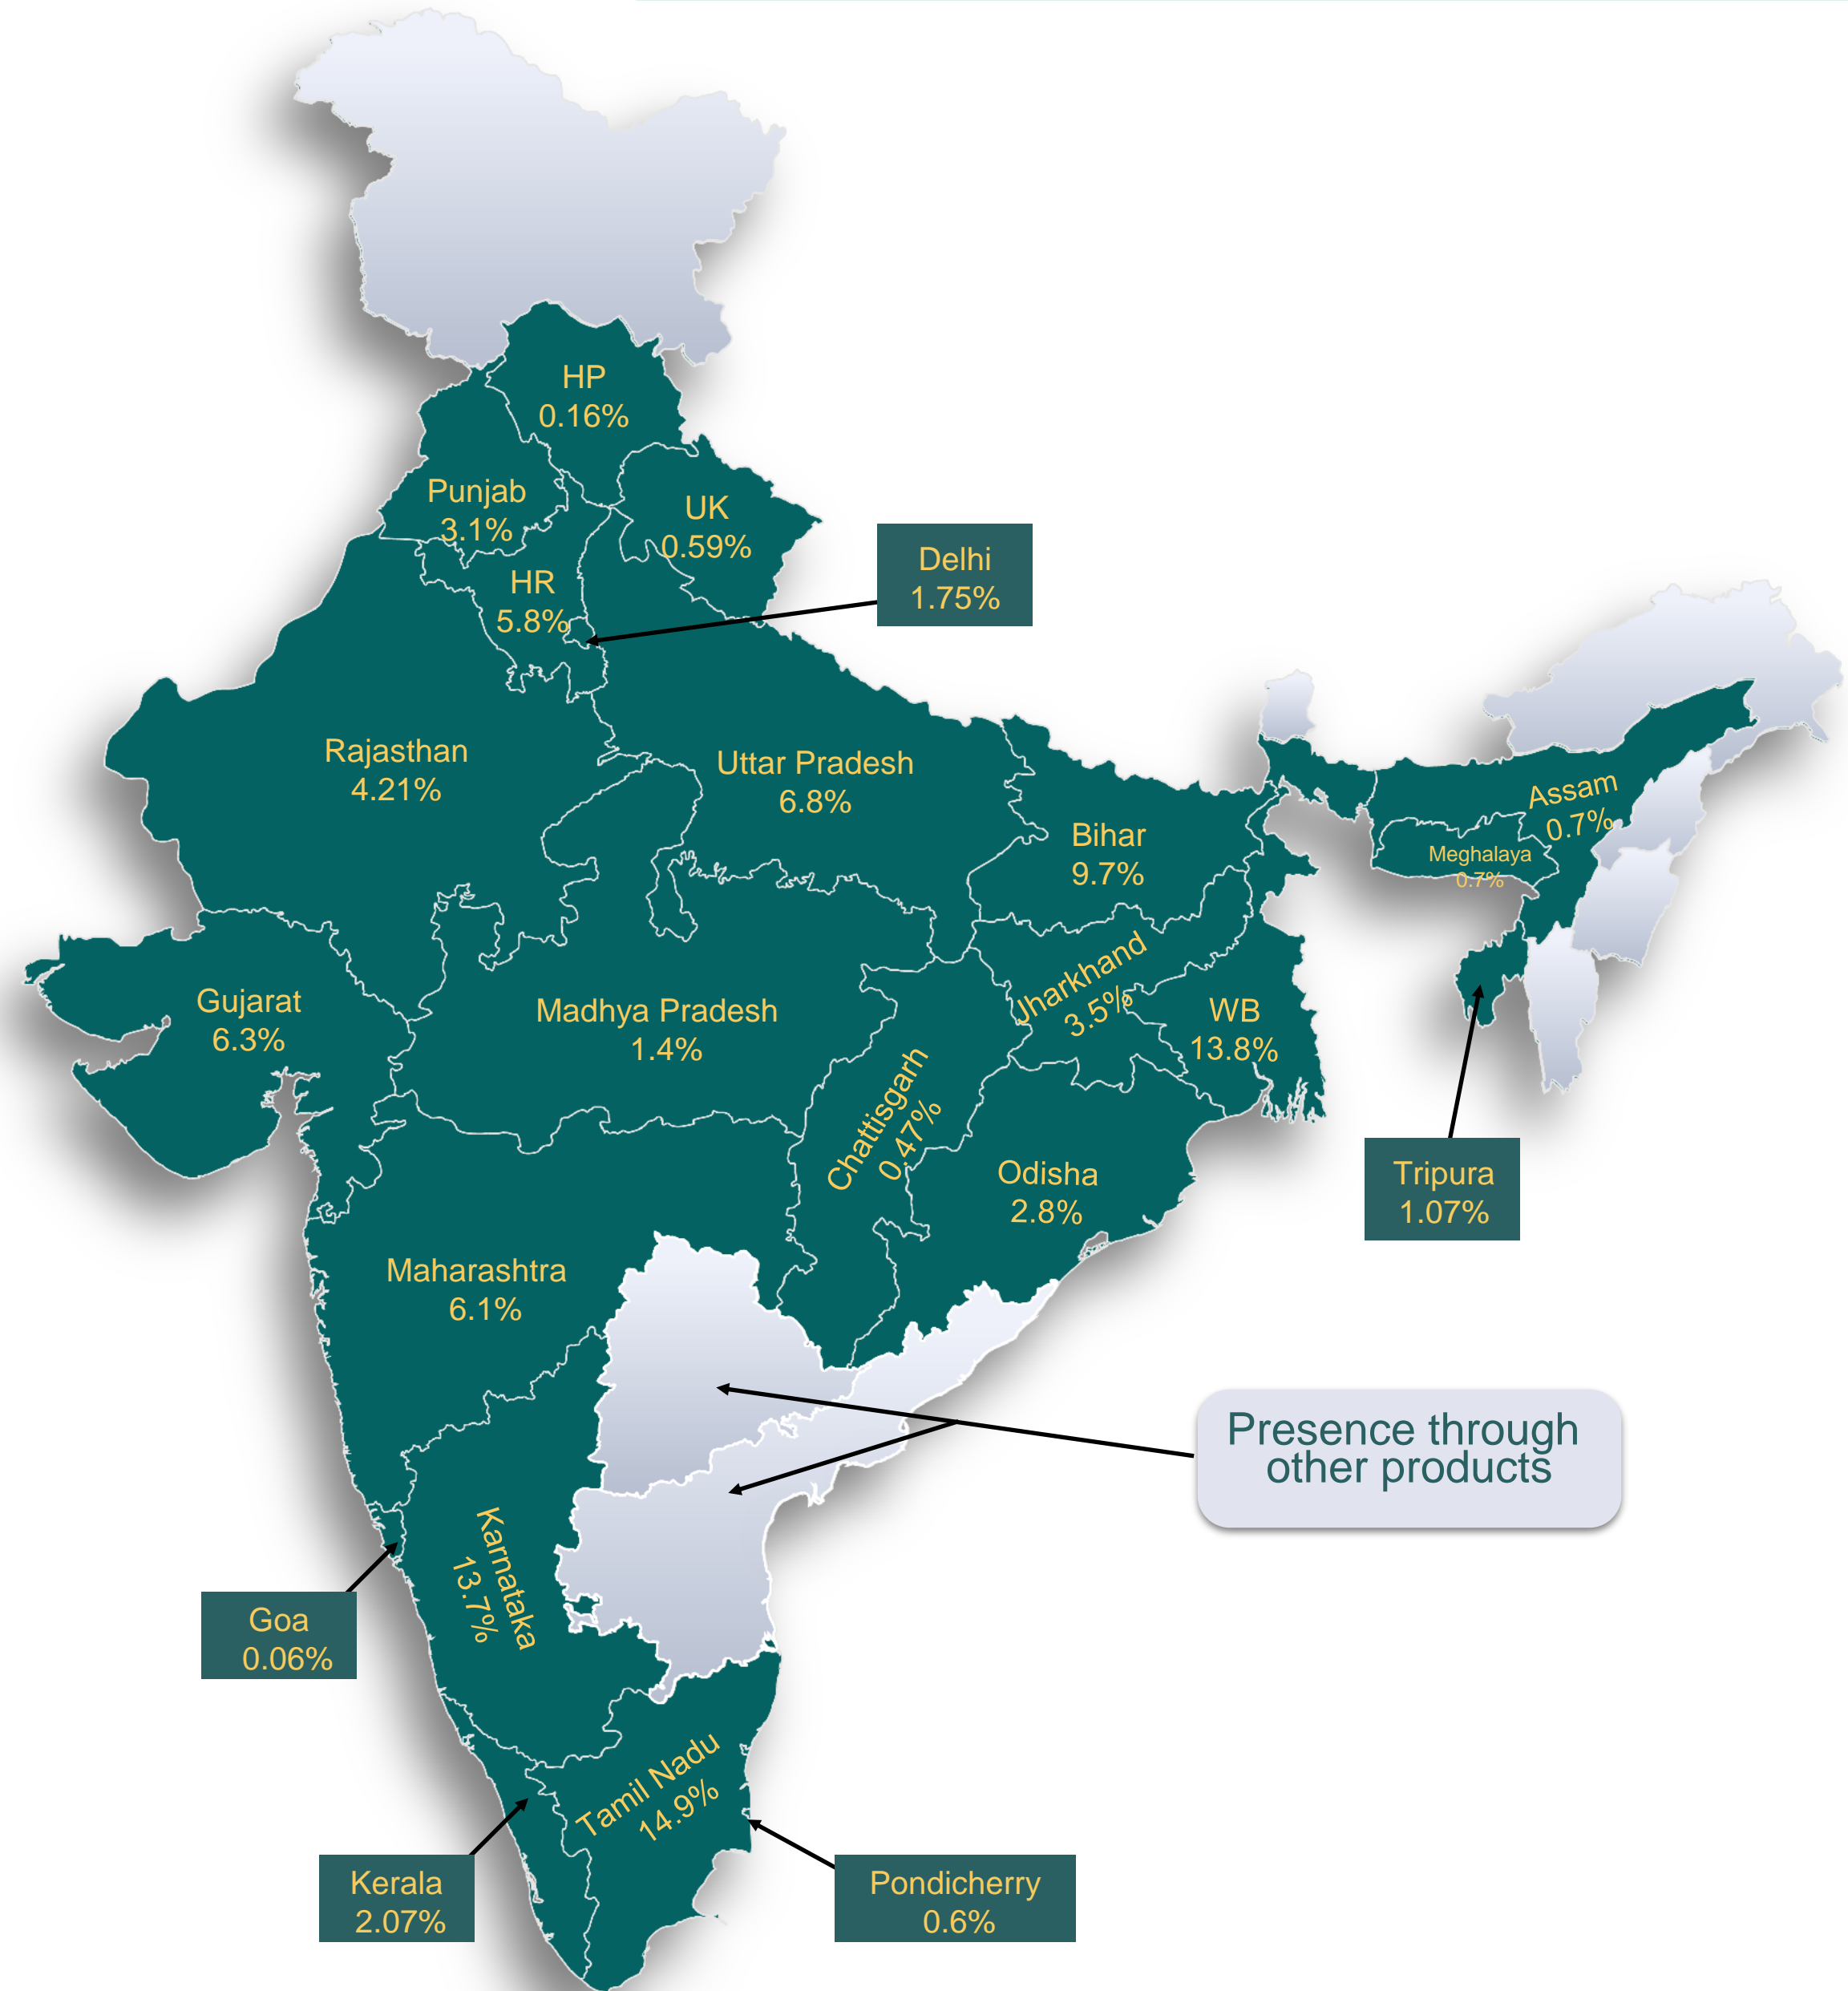 HP
0.16%
Punjab
3.1%
UK
0.59%
HR
5.8%
Delhi
1.75%
Rajasthan
4.21%
Uttar Pradesh
6.8%
Bihar
9.7%
Assam
0.7%
Meghalaya
0.7%
Gujarat
6.3%
Madhya Pradesh
1.4%
Jharkhand
3.5%
WB
13.8%
Chattisgarh
0.47%
Odisha
2.8%
Tripura
1.07%
Maharashtra
6.1%
Presence through
other products
Karnataka
13.7%
Goa
0.06%
Tamil Nadu
14.9%
Kerala
2.07%
Pondicherry
0.6%